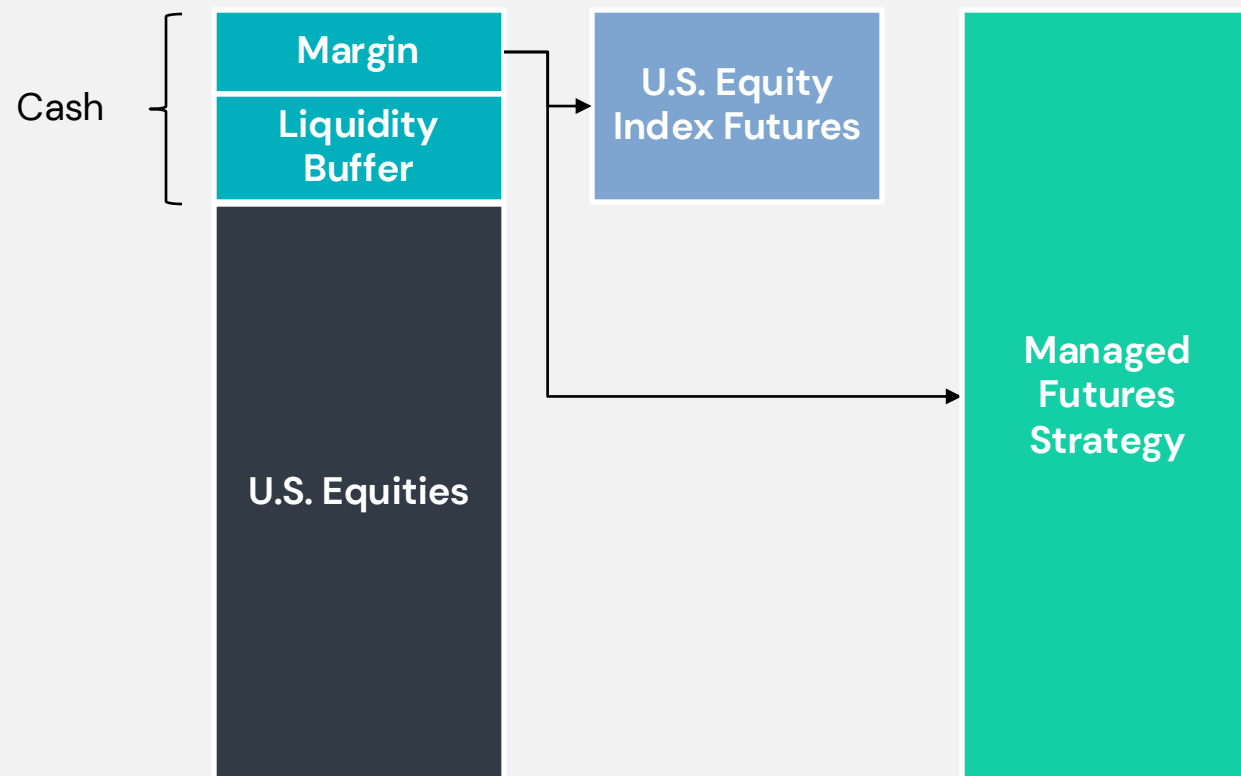 Cash
Margin
Liquidity
Buffer
U.S. Equities
U.S. Equity
Index Futures
Managed
Futures
Strategy